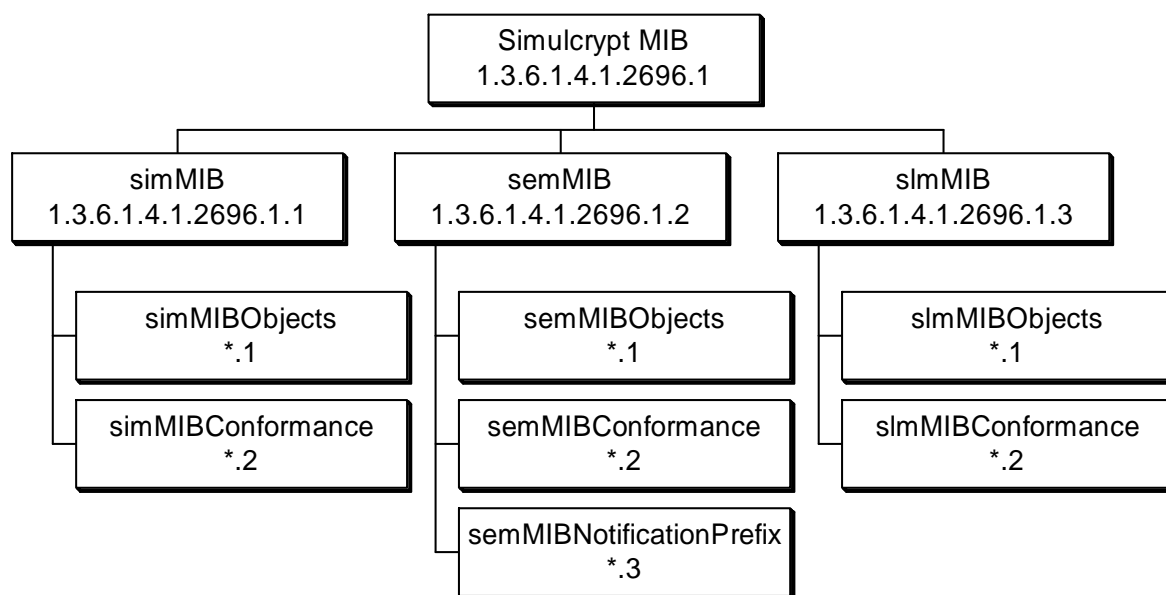 Simulcrypt MIB
1.3.6.1.4.1.2696.1
simMIB
1.3.6.1.4.1.2696.1.1
semMIB
1.3.6.1.4.1.2696.1.2
slmMIB
1.3.6.1.4.1.2696.1.3
simMIBObjects
*.1
semMIBObjects
*.1
slmMIBObjects
*.1
simMIBConformance
*.2
semMIBConformance
*.2
slmMIBConformance
*.2
semMIBNotificationPrefix
*.3